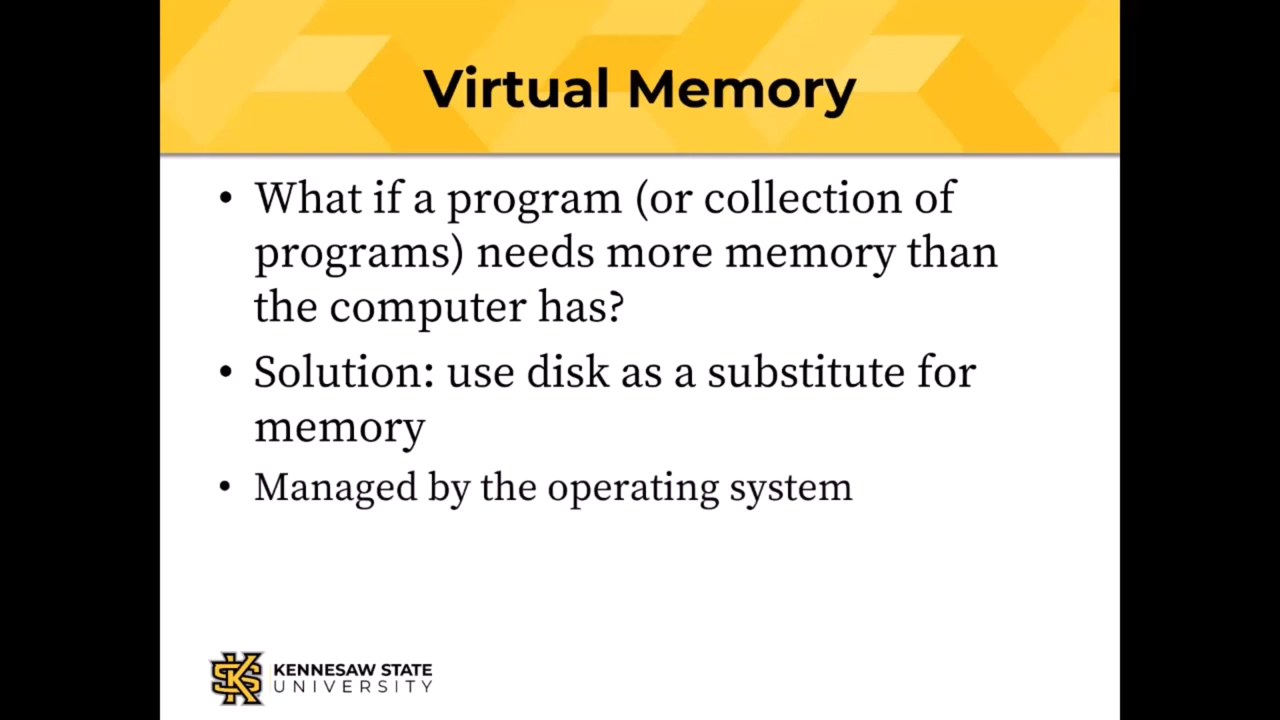 Virtual Memory
• What if a program (or collection of
programs) needs more memory than
the computer has?
• Solution: use disk as a substitute for
memory
• Managed by the operating system
KS
KENNESAW STATE
UNIVERSITY